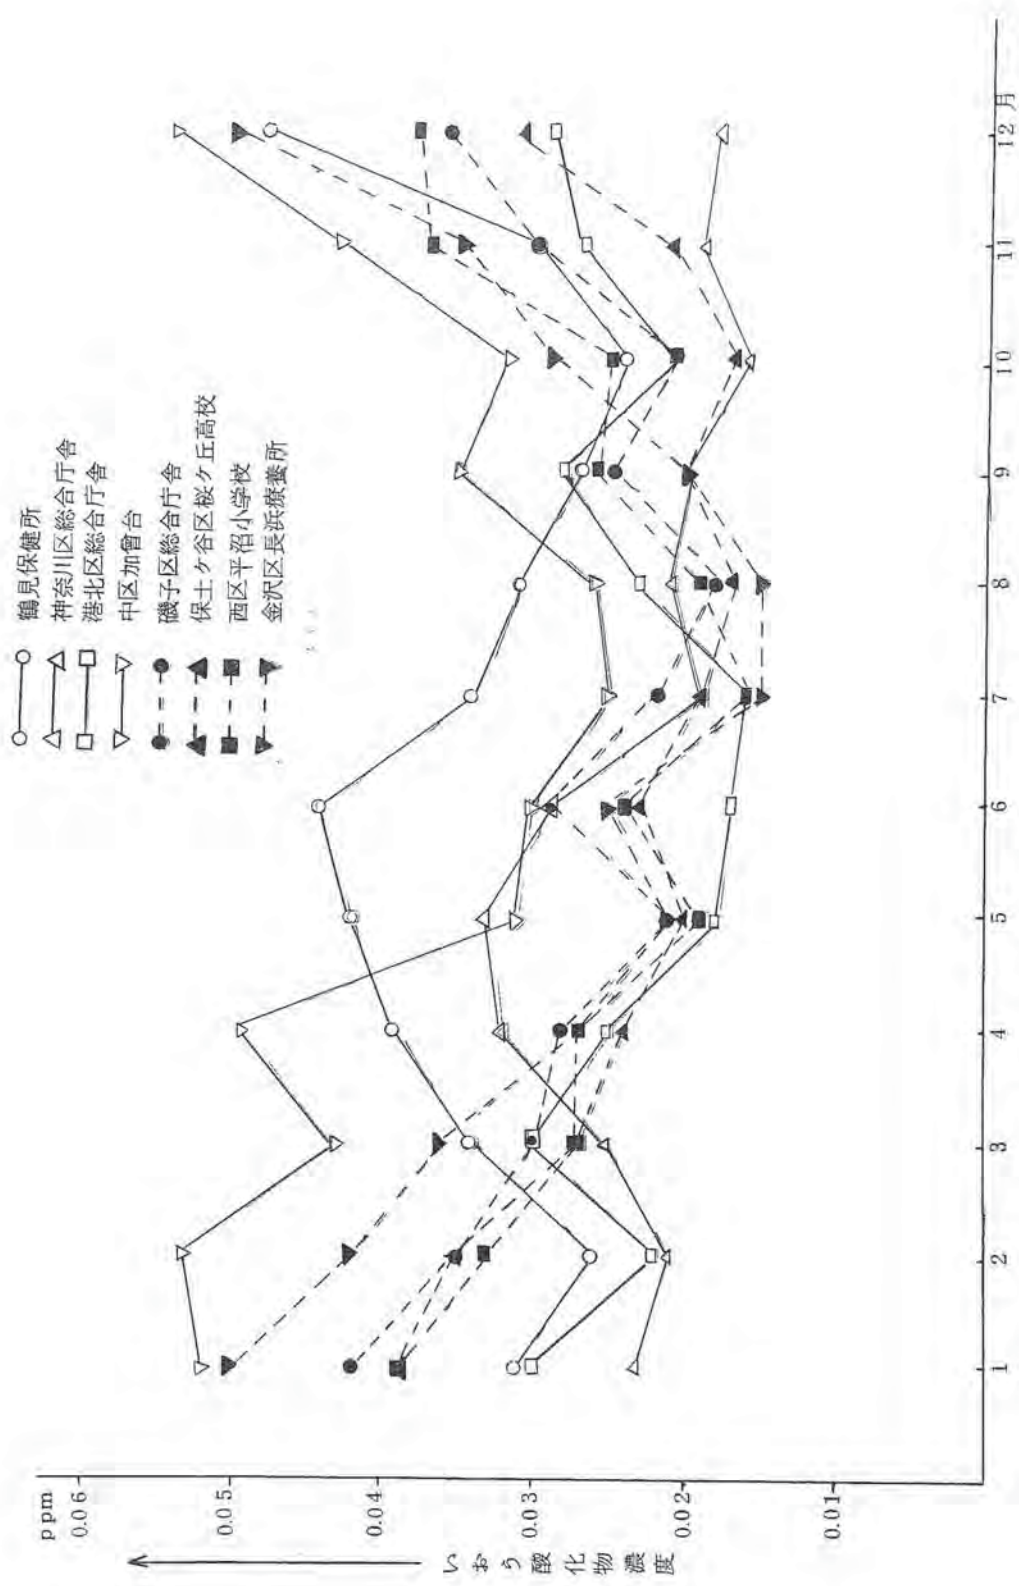 鶴見保健所
神奈川区総合庁舎
港北区総合庁舎
中区加曾台
磯子区総合庁舎
保土ケ谷区桜ケ丘高校
西区平沼小学校
金沢区長浜療養所
ppm
0.06
0.05
0.04
0.03
0.02
0.01
いおう酸化物濃度
1 2 3 4 5 6 7 8 9 10 11 12月